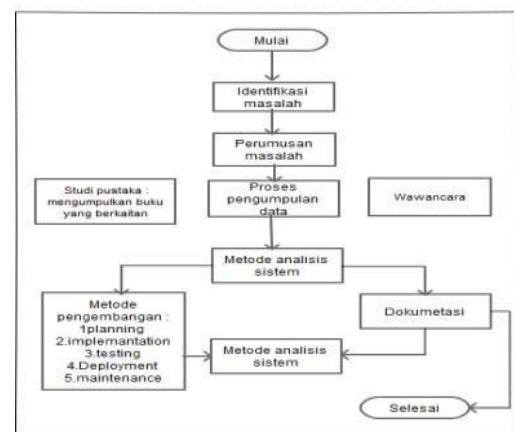 Mulai
Identifikasi
masalah
Perumusan
masalah
Studi pustaka :
mengumpulkan buku
yang berkaitan
Proses
pengumpulan
data
Wawancara
Metode analisis
sistem
Metode
pengembangan :
1planning
2.implemantation
3.testing
4.Deployment
5.maintenance
Dokumetasi
Metode analisis
sistem
Selesai